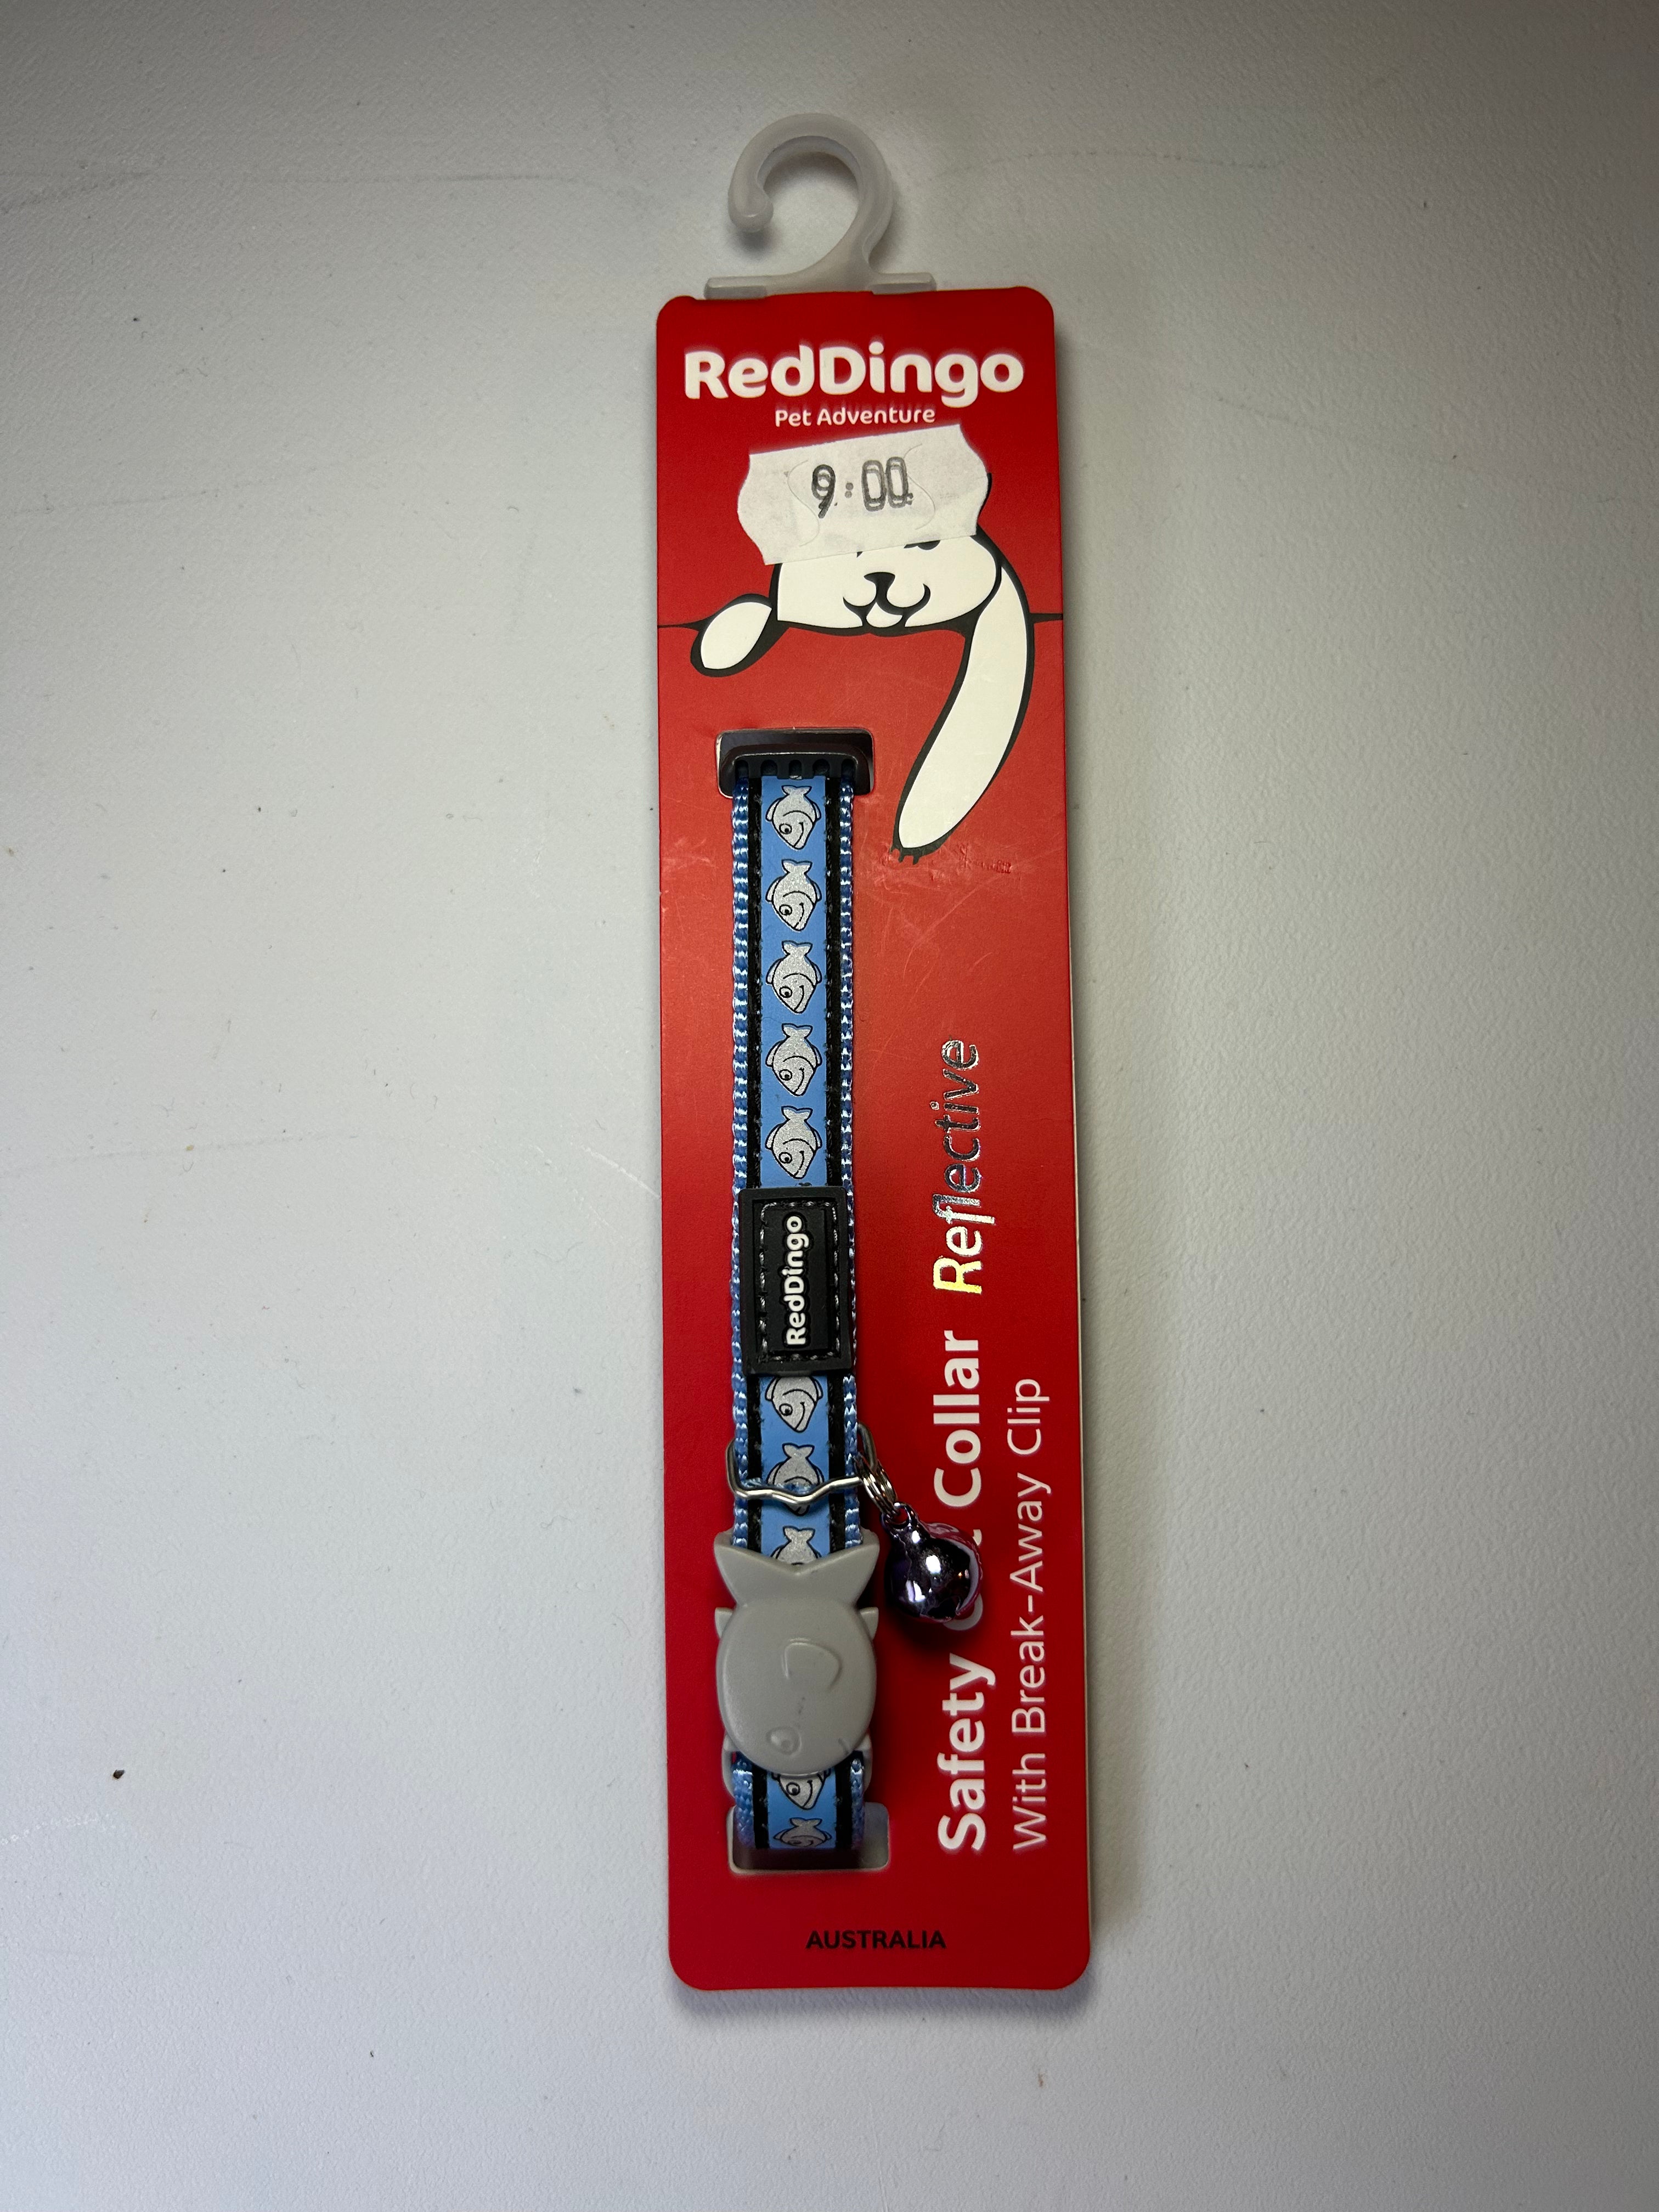 RedDingo
Pet Adventure
9:00
RedDingo
Safety Collar Reflective
With Break-Away Clip
AUSTRALIA